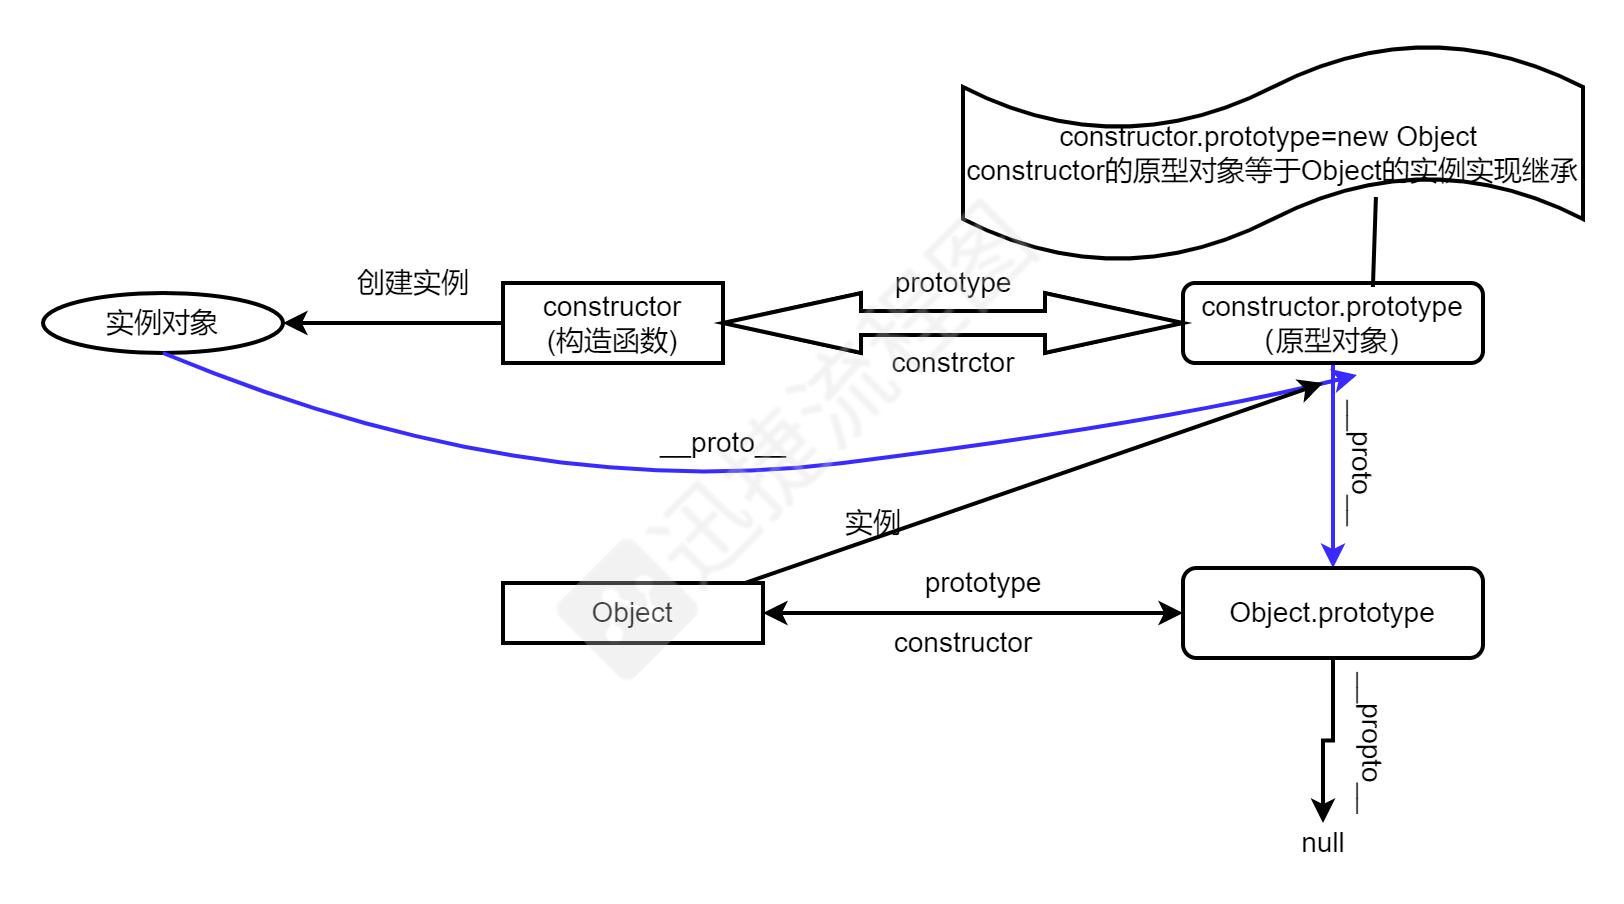 constructor.prototype=new Object
constructor的原型对象等于Object的实例实现继承
创建实例
实例对象
constructor
(构造函数)
prototype
constrctor
constructor.prototype
（原型对象）
__proto__
__proto__
实例
Object
prototype
constructor
Object.prototype
__propto__
null
迅捷流程图